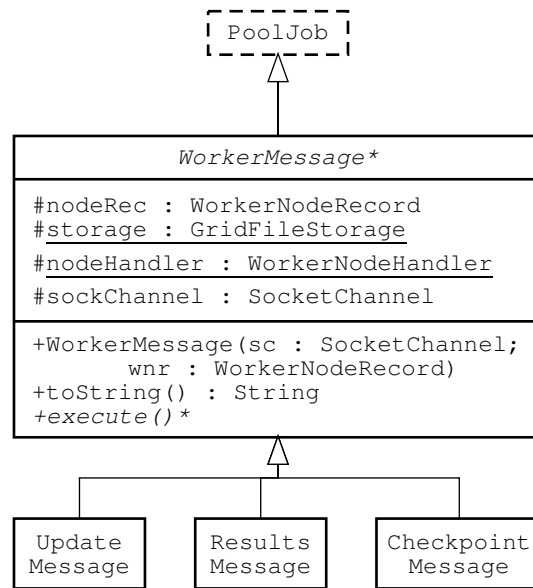 PoolJob
WorkerMessage*
#nodeRec : WorkerNodeRecord
#storage : GridFileStorage
#nodeHandler : WorkerNodeHandler
#sockChannel : SocketChannel
+WorkerMessage(sc : SocketChannel;
wnr : WorkerNodeRecord)
+toString() : String
+execute()*
Update
Message
Results
Message
Checkpoint
Message